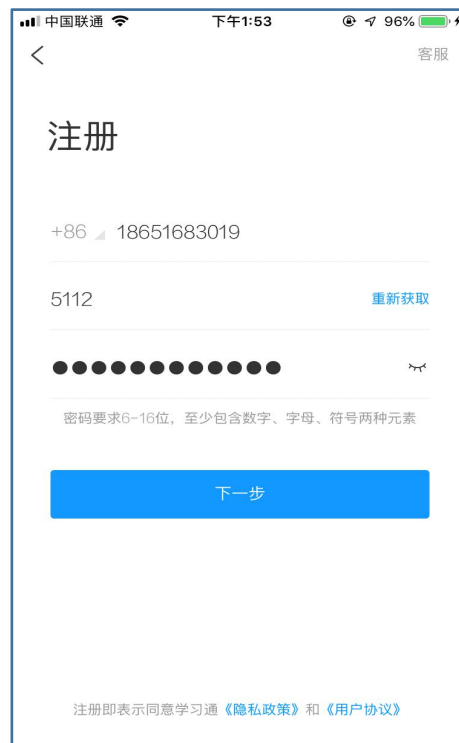 中国联通 下午1:53 96%
客服
注册
+86 18651683019
5112 重新获取
●●●●●●●●●●●●
密码要求6-16位，至少包含数字、字母、符号两种元素
下一步
注册即表示同意学习通《隐私政策》和《用户协议》